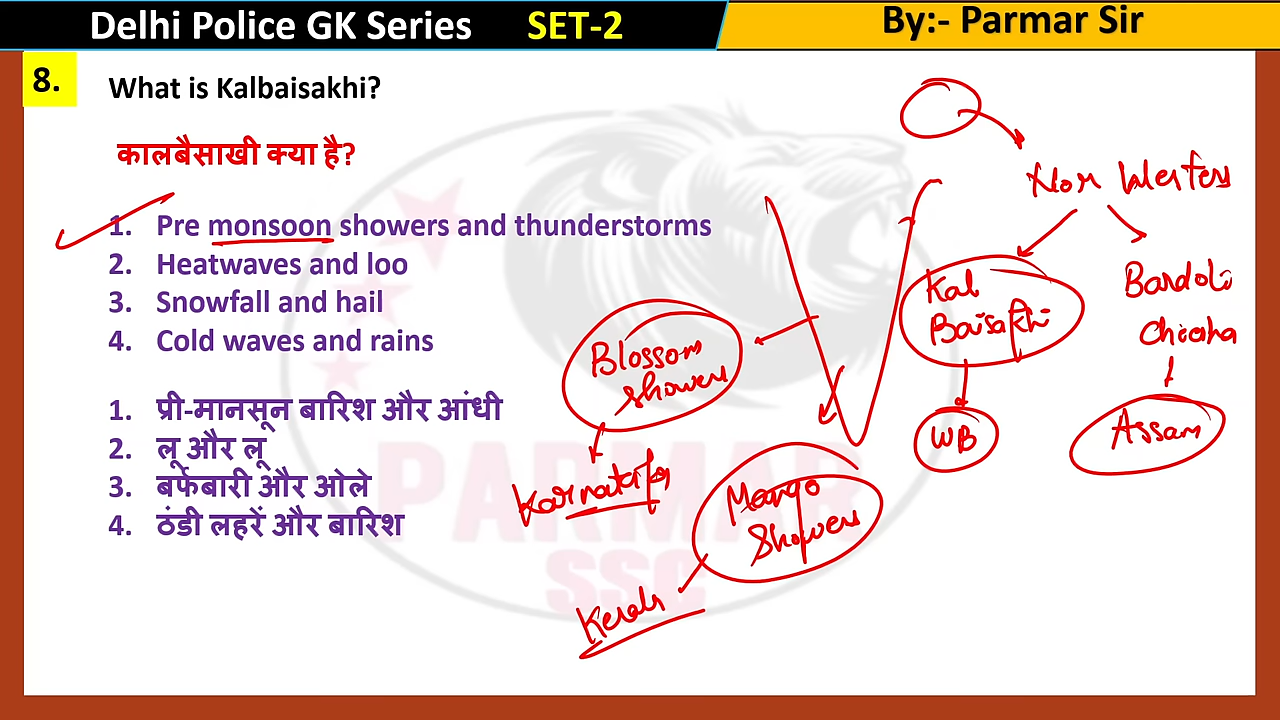 Delhi Police GK Series SET-2 By:- Parmar Sir
8. What is Kalbaisakhi?
कालबैसाखी क्या है?
1. Pre monsoon showers and thunderstorms
2. Heatwaves and loo
3. Snowfall and hail
4. Cold waves and rains
1. प्री-मानसून बारिश और आंधी
2. लू और लू
3. बर्फबारी और ओले
4. ठंडी लहरें और बारिश
Nor Westers
Kal
Baisakhi
WB
Bardoli
Assam
Blossom
Showers
Karnataka
Mango
Showers
Kerala
PARMAR
SSC